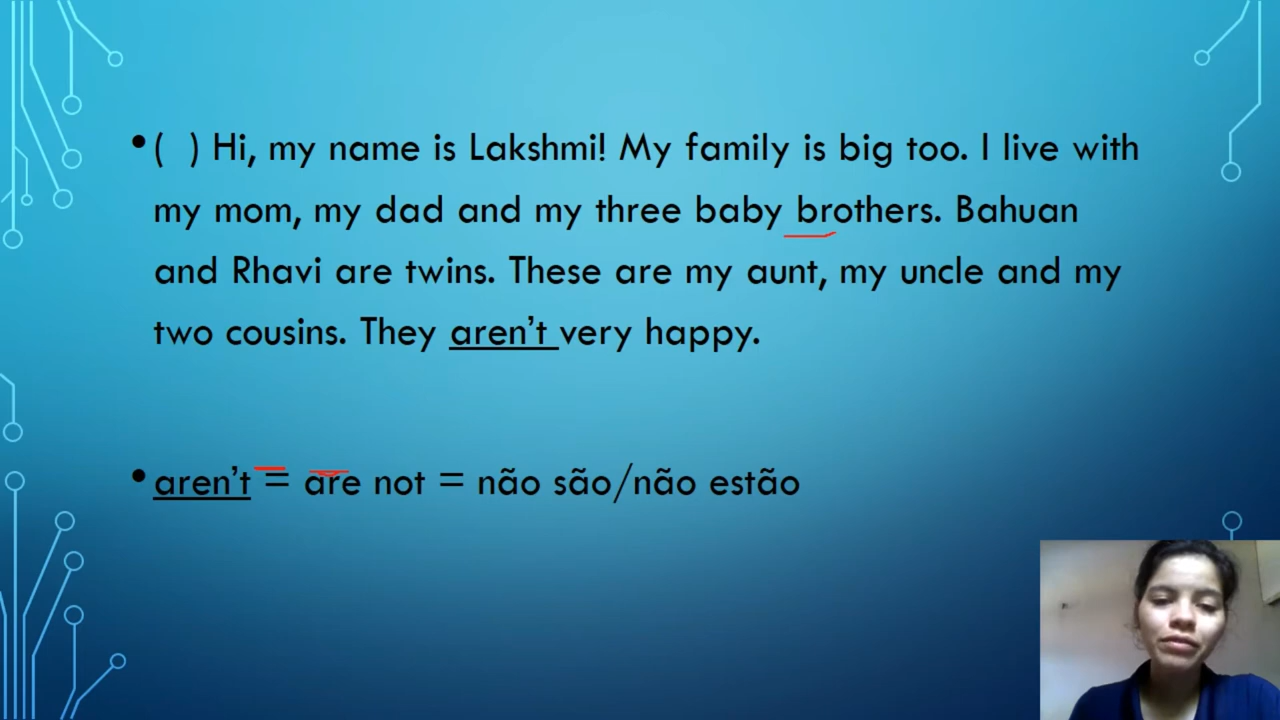 • ( ) Hi, my name is Lakshmi! My family is big too. I live with
my mom, my dad and my three baby brothers. Bahuan
and Rhavi are twins. These are my aunt, my uncle and my
two cousins. They aren't very happy.
• aren't = are not = não são/não estão